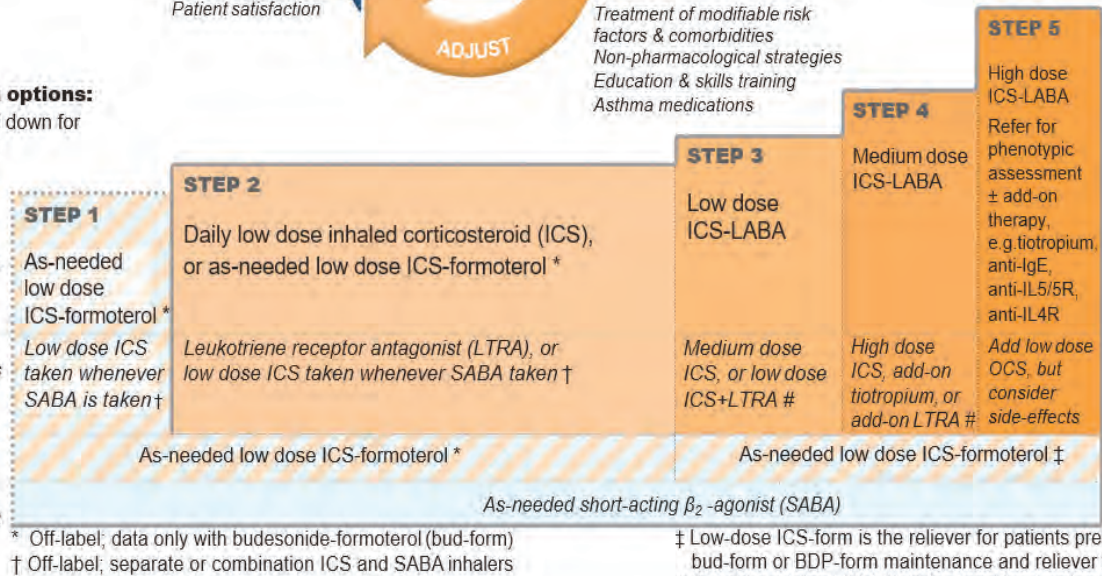 Patient satisfaction
ADJUST
Treatment of modifiable risk
factors & comorbidities
Non-pharmacological strategies
Education & skills training
Asthma medications
options:
down for
STEP 1
As-needed
low dose
ICS-formoterol *
Low dose ICS
taken whenever
SABA is taken†
STEP 2
Daily low dose inhaled corticosteroid (ICS),
or as-needed low dose ICS-formoterol *
Leukotriene receptor antagonist (LTRA), or
low dose ICS taken whenever SABA taken †
STEP 3
Low dose
ICS-LABA
Medium dose
ICS, or low dose
ICS+LTRA #
STEP 4
Medium dose
ICS-LABA
High dose
ICS, add-on
tiotropium, or
add-on LTRA #
STEP 5
High dose
ICS-LABA
Refer for
phenotypic
assessment
± add-on
therapy,
e.g.tiotropium,
anti-IgE,
anti-IL5/5R,
anti-IL4R
Add low dose
OCS, but
consider
side-effects
As-needed low dose ICS-formoterol *
As-needed low dose ICS-formoterol ‡
As-needed short-acting β₂ -agonist (SABA)
* Off-label; data only with budesonide-formoterol (bud-form)
† Off-label; separate or combination ICS and SABA inhalers
‡ Low-dose ICS-form is the reliever for patients pre
bud-form or BDP-form maintenance and reliever